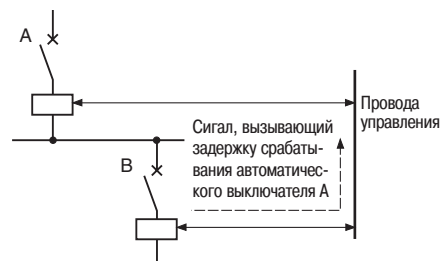 A
Провода
управления
Сигал, вызывающий
задержку срабаты-
вания автоматичес-
кого выключателя А
B